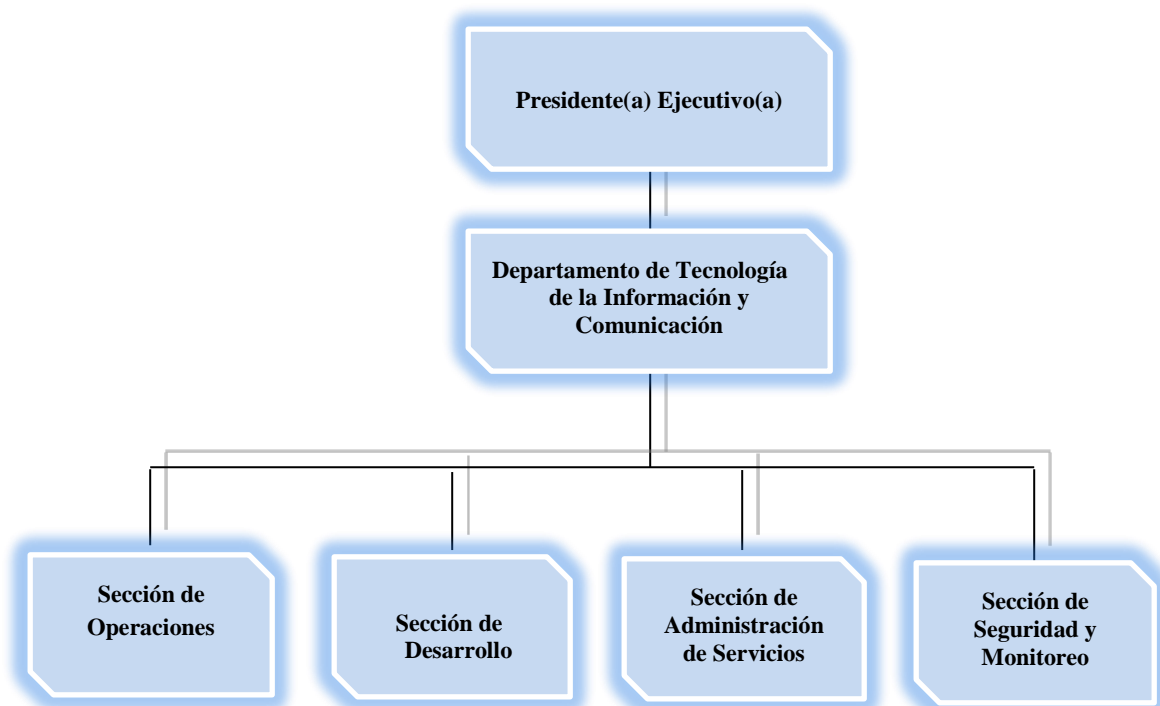 Presidente(a) Ejecutivo(a)
Departamento de Tecnología
de la Información y
Comunicación
Sección de
Operaciones
Sección de
Desarrollo
Sección de
Administración
de Servicios
Sección de
Seguridad y
Monitoreo